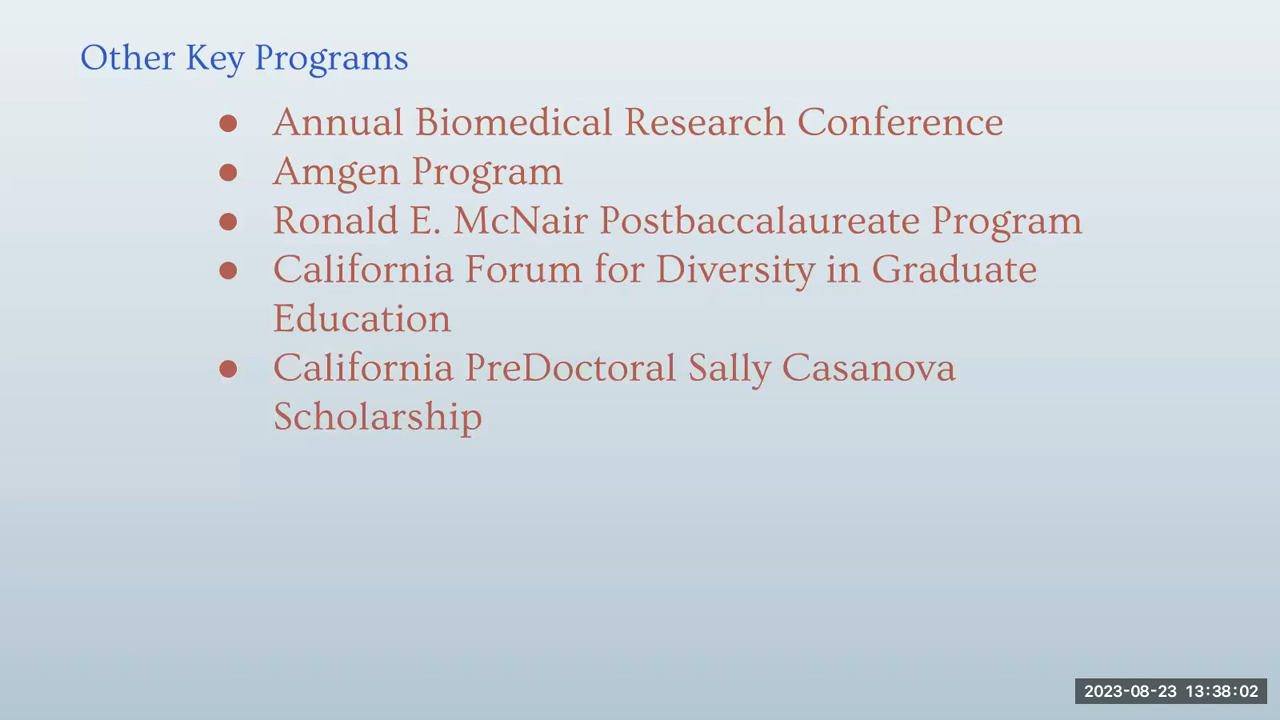 Other Key Programs
● Annual Biomedical Research Conference
● Amgen Program
● Ronald E. McNair Postbaccalaureate Program
● California Forum for Diversity in Graduate
Education
● California PreDoctoral Sally Casanova
Scholarship
2023-08-23 13:38:02